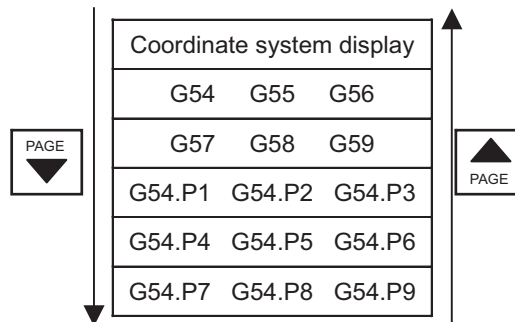 Coordinate system display
G54 G55 G56
G57 G58 G59
G54.P1 G54.P2 G54.P3
G54.P4 G54.P5 G54.P6
G54.P7 G54.P8 G54.P9
PAGE
PAGE